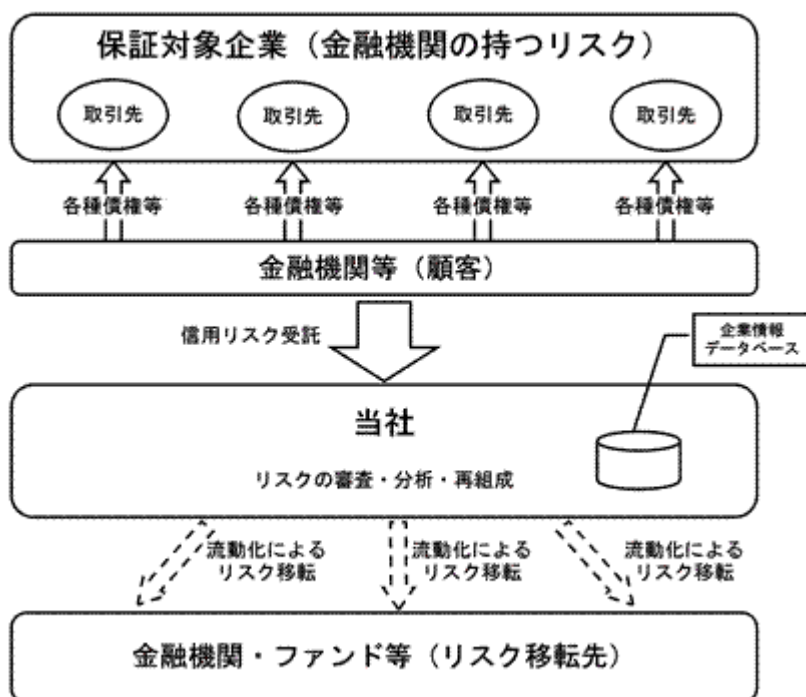 保証対象企業（金融機関の持つリスク）
取引先
取引先
取引先
取引先
各種債権等
各種債権等
各種債権等
各種債権等
金融機関等（顧客）
信用リスク受託
企業情報
データベース
当社
リスクの審査・分析・再組成
流動化による
リスク移転
流動化による
リスク移転
流動化による
リスク移転
金融機関・ファンド等（リスク移転先）